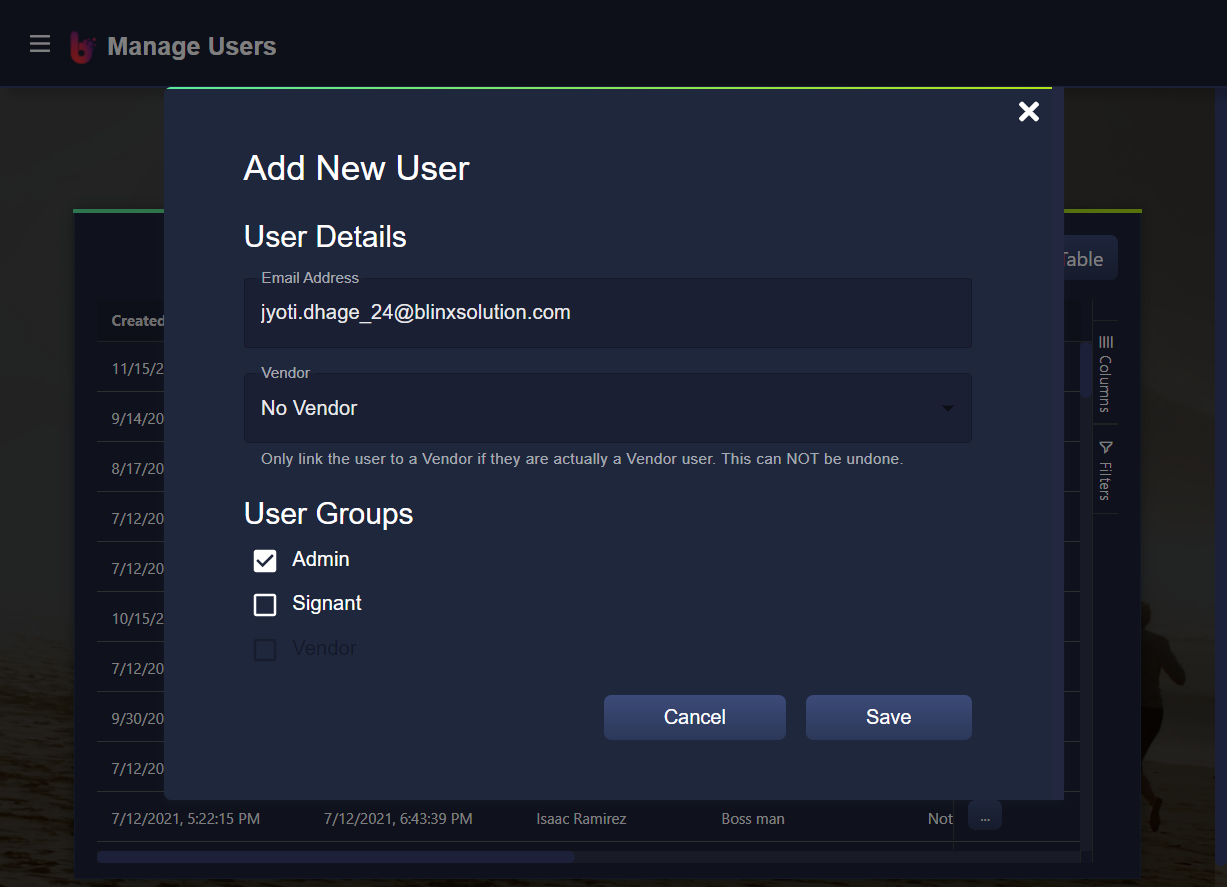 Manage Users
Add New User
User Details
Email Address
jyoti.dhage_24@blinxsolution.com
Vendor
No Vendor
Only link the user to a Vendor if they are actually a Vendor user. This can NOT be undone.
User Groups
Admin
Signant
Vendor
Cancel
Save
Table
Created
11/15/2
9/14/20
8/17/20
7/12/20
7/12/20
10/15/2
7/12/20
9/30/20
7/12/20
7/12/2021, 5:22:15 PM 7/12/2021, 6:43:39 PM Isaac Ramirez Boss man Not ...
Columns
Filters